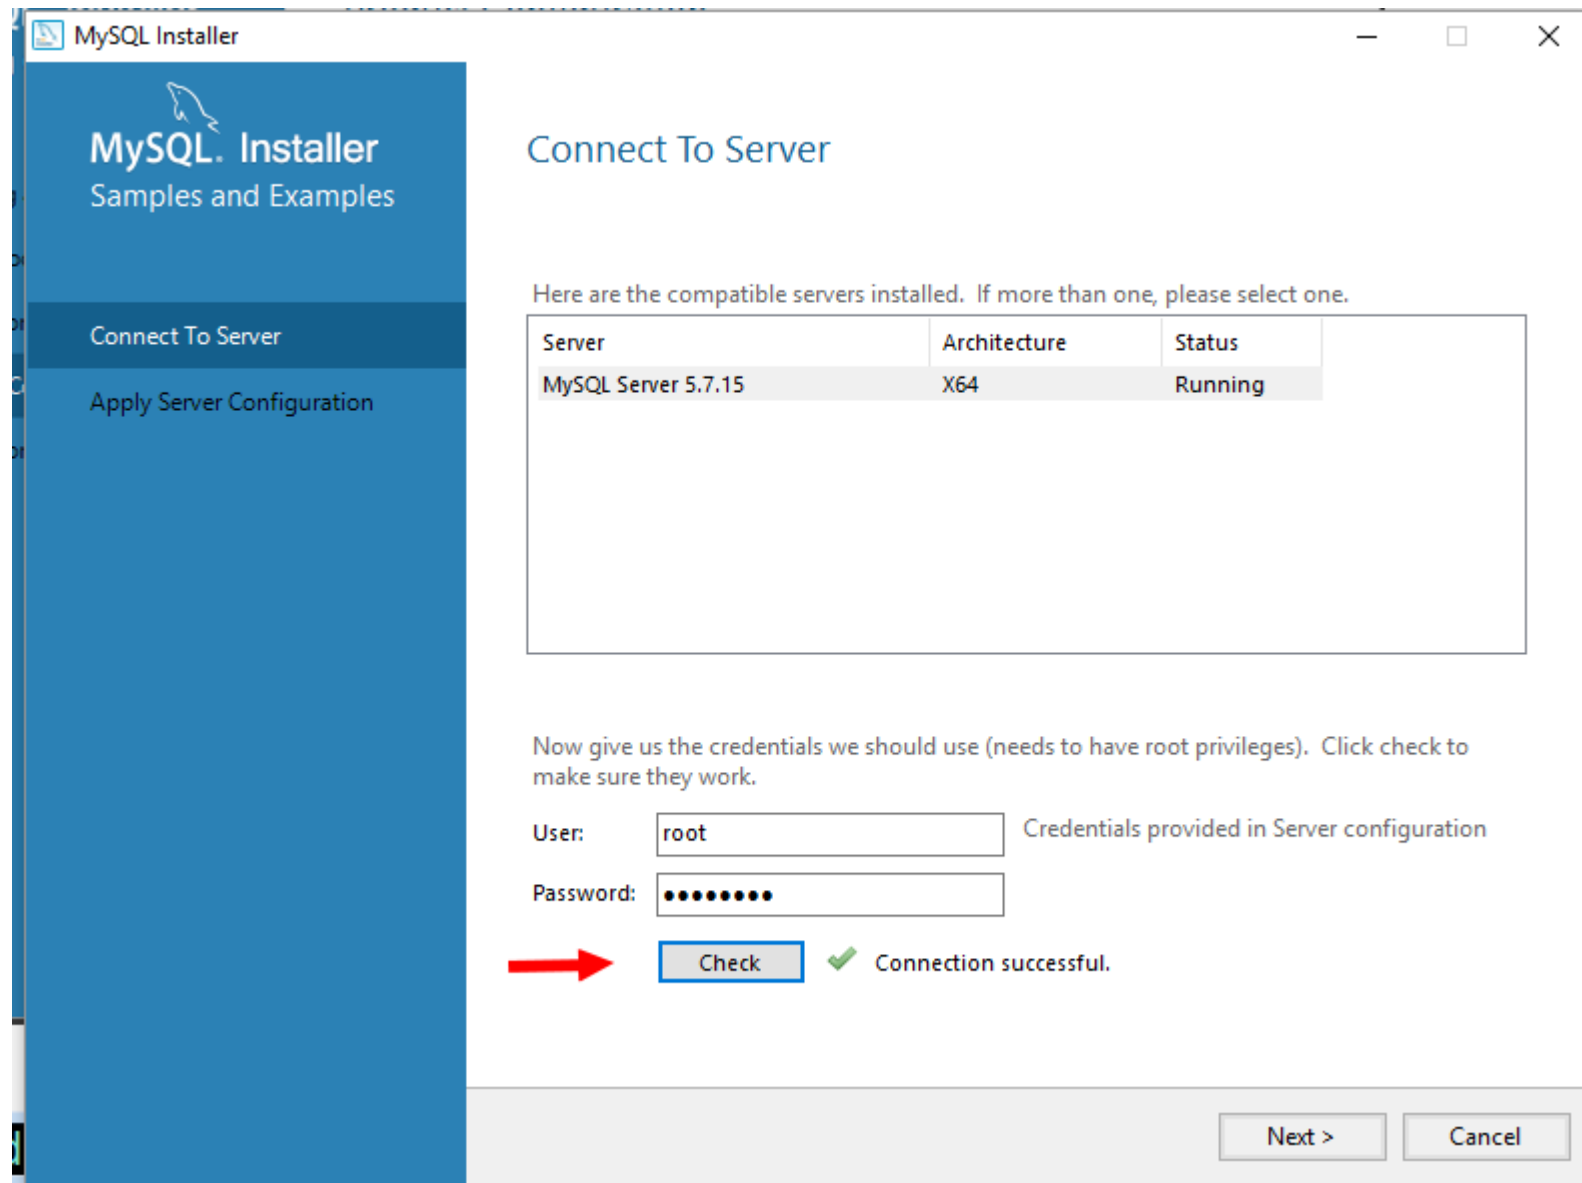 MySQL Installer
MySQL. Installer
Samples and Examples
Connect To Server
Apply Server Configuration
Connect To Server
Here are the compatible servers installed.  If more than one, please select one.
Server Architecture Status
MySQL Server 5.7.15 X64 Running
Now give us the credentials we should use (needs to have root privileges).  Click check to
make sure they work.
User: root Credentials provided in Server configuration
Password: ●●●●●●●●
Check Connection successful.
Next > Cancel